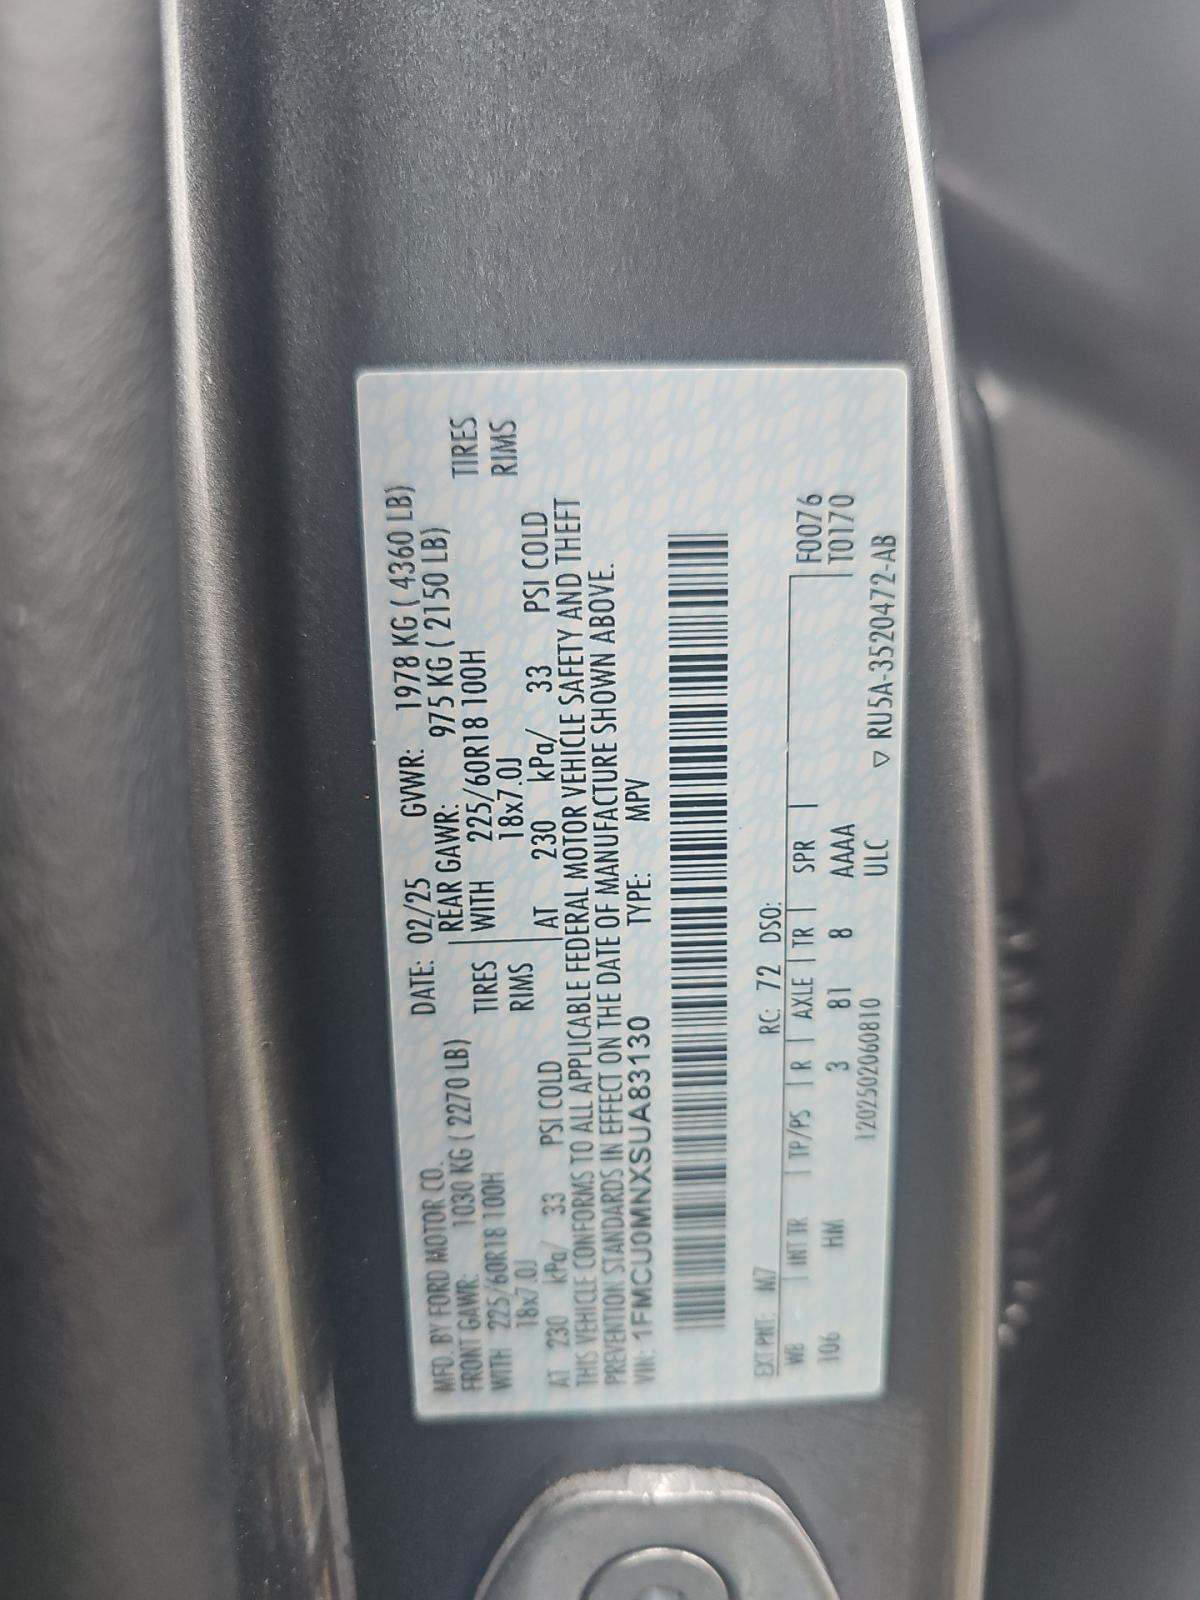 MFD. BY FORD MOTOR CO. DATE: 02/25 GVWR: 1978 KG ( 4360 LB)
FRONT GAWR: 1030 KG ( 2270 LB) REAR GAWR: 975 KG ( 2150 LB)
WITH 225/60R18 100H TIRES WITH 225/60R18 100H TIRES
18x7.0J RIMS 18x7.0J RIMS
AT 230 kPa/ 33 PSI COLD AT 230 kPa/ 33 PSI COLD
THIS VEHICLE CONFORMS TO ALL APPLICABLE FEDERAL MOTOR VEHICLE SAFETY AND THEFT
PREVENTION STANDARDS IN EFFECT ON THE DATE OF MANUFACTURE SHOWN ABOVE.
VIN: 1FMCU0MNXSUA83130 TYPE: MPV
EXT PNT: M7 RC: 72 DSO:
WB INT TR TP/PS R AXLE TR SPR F0076
106 HM 3 81 8 AAAA T0170
120250206081​0 ULC ▽ RU5A-3520472-AB